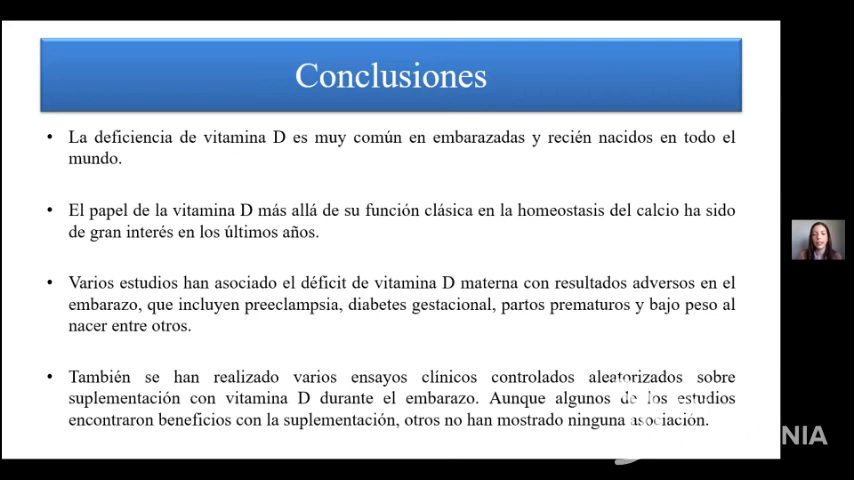 Conclusiones
• La deficiencia de vitamina D es muy común en embarazadas y recién nacidos en todo el
mundo.
• El papel de la vitamina D más allá de su función clásica en la homeostasis del calcio ha sido
de gran interés en los últimos años.
• Varios estudios han asociado el déficit de vitamina D materna con resultados adversos en el
embarazo, que incluyen preeclampsia, diabetes gestacional, partos prematuros y bajo peso al
nacer entre otros.
• También se han realizado varios ensayos clínicos controlados aleatorizados sobre
suplementación con vitamina D durante el embarazo. Aunque algunos de los estudios
encontraron beneficios con la suplementación, otros no han mostrado ninguna asociación.
NIA